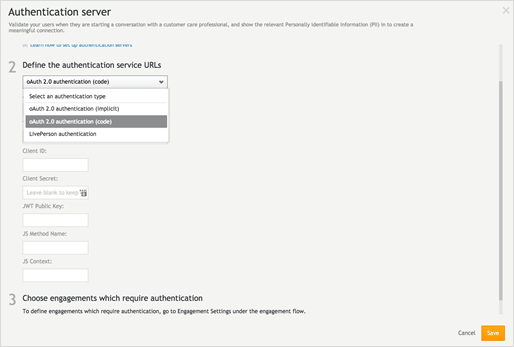 Authentication server
Validate your users when they are starting a conversation with a customer care professional, and show the relevant Personally Identifiable Information (PII) in to create a
meaningful connection.
Learn how to set up authentication servers
2 Define the authentication service URLs
oAuth 2.0 authentication (code)
Select an authentication type
oAuth 2.0 authentication (implicit)
oAuth 2.0 authentication (code)
LivePerson authentication
Client ID:
Client Secret:
Leave blank to keep
JWT Public Key:
JS Method Name:
JS Context:
3 Choose engagements which require authentication
To define engagements which require authentication, go to Engagement Settings under the engagement flow.
Cancel Save